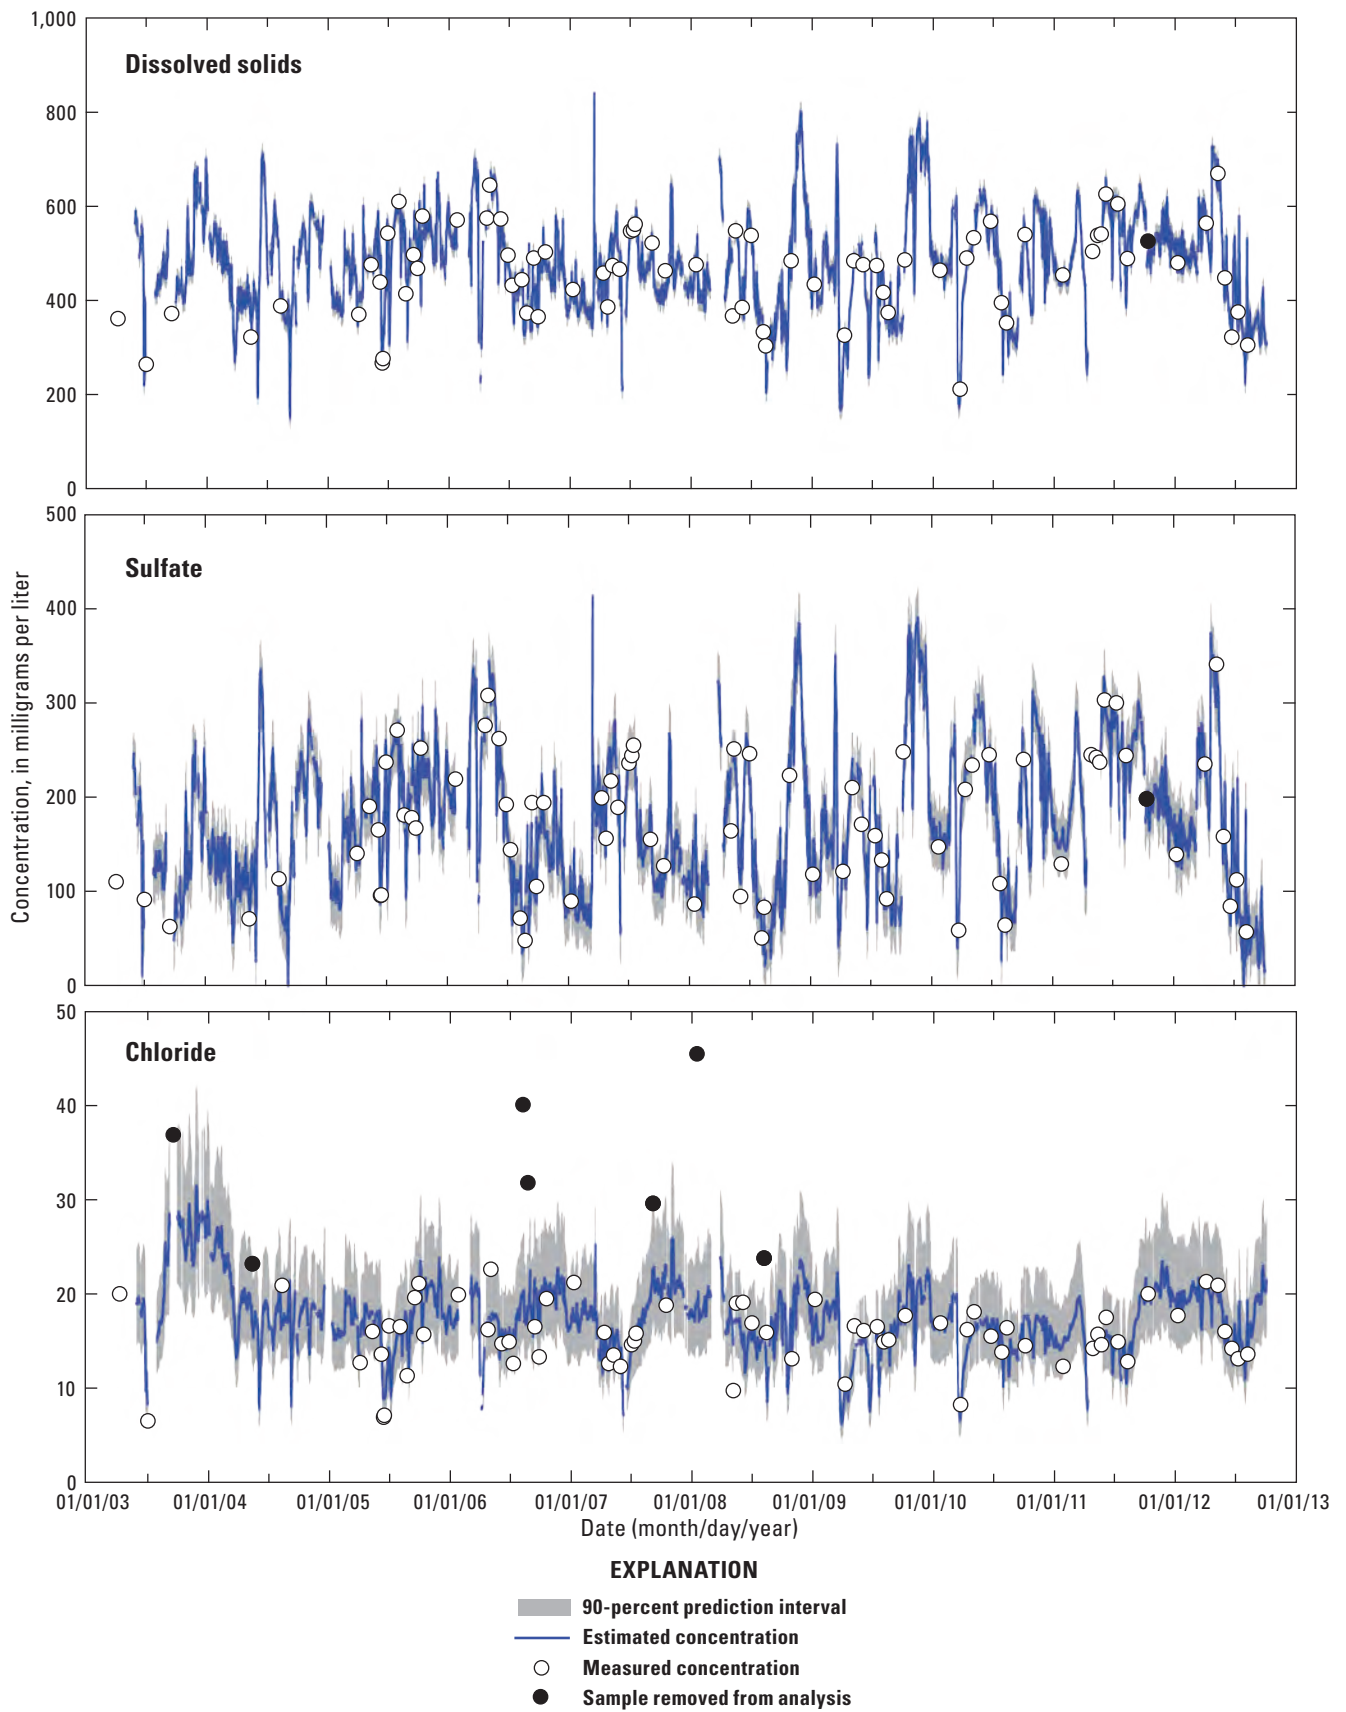 1,000
Dissolved solids
800
600
400
200
0
500
Sulfate
400
300
200
100
0
Concentration, in milligrams per liter
50
Chloride
40
30
20
10
0
01/01/03 01/01/04 01/01/05 01/01/06 01/01/07 01/01/08 01/01/09 01/01/10 01/01/11 01/01/12 01/01/13
Date (month/day/year)
EXPLANATION
90-percent prediction interval
Estimated concentration
Measured concentration
Sample removed from analysis